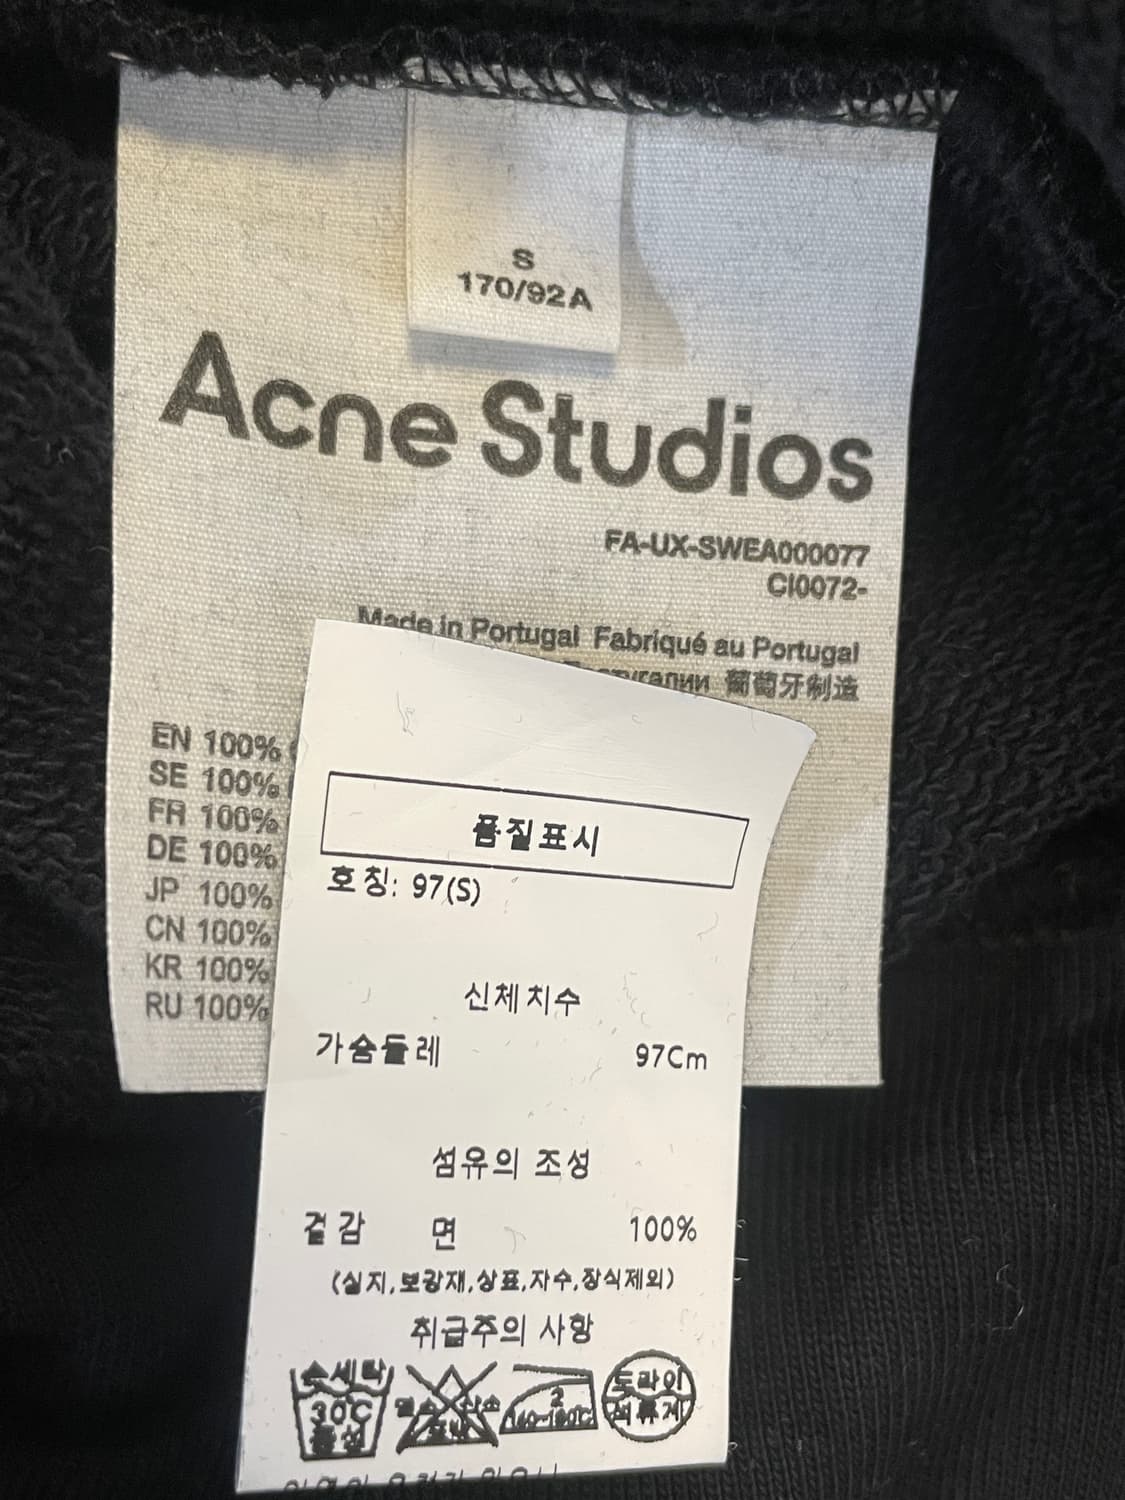 S
170/92A
Acne Studios
FA-UX-SWEA000077
CI0072-
Made in Portugal Fabriqué au Portugal
葡萄牙制造
EN 100%
SE 100%
FR 100%
DE 100%
JP 100%
CN 100%
KR 100%
RU 100%
품질표시
호칭: 97(S)
신체치수
가슴둘레 97Cm
섬유의 조성
겉감 면 100%
(실지,보강재,상표,자수,장식제외)
취급주의 사항
손세탁
30℃
중성
2
140~160℃
드라이
석유계